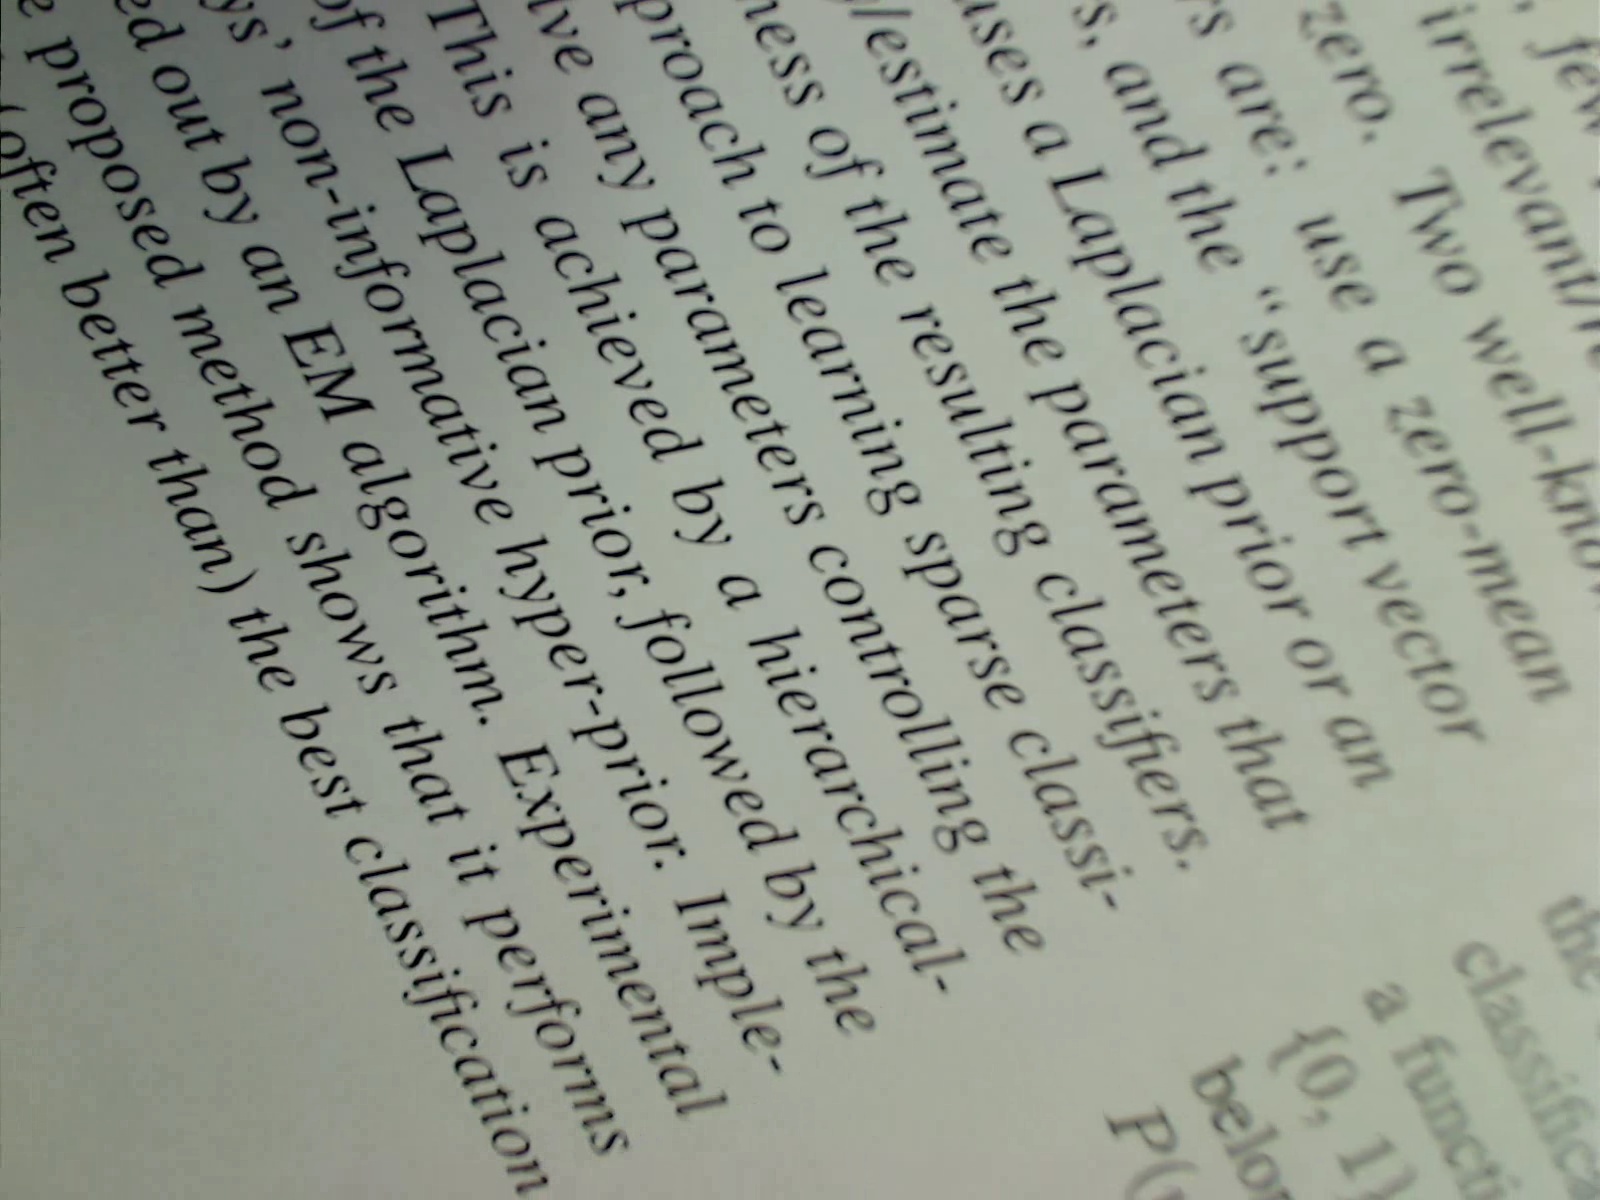 few
irrelevant/
zero. Two well-know
are: use a zero-mean
s, and the “support vector
uses a Laplacian prior or an
/estimate the parameters that
ness of the resulting classifiers.
proach to learning sparse classi-
lve any parameters controlling the
This is achieved by a hierarchical-
of the Laplacian prior, followed by the
ys’ non-informative hyper-prior. Imple-
ed out by an EM algorithm. Experimental
e proposed method shows that it performs
(often better than) the best classification
the
classifica
a functi
{0, 1}
belon
P(